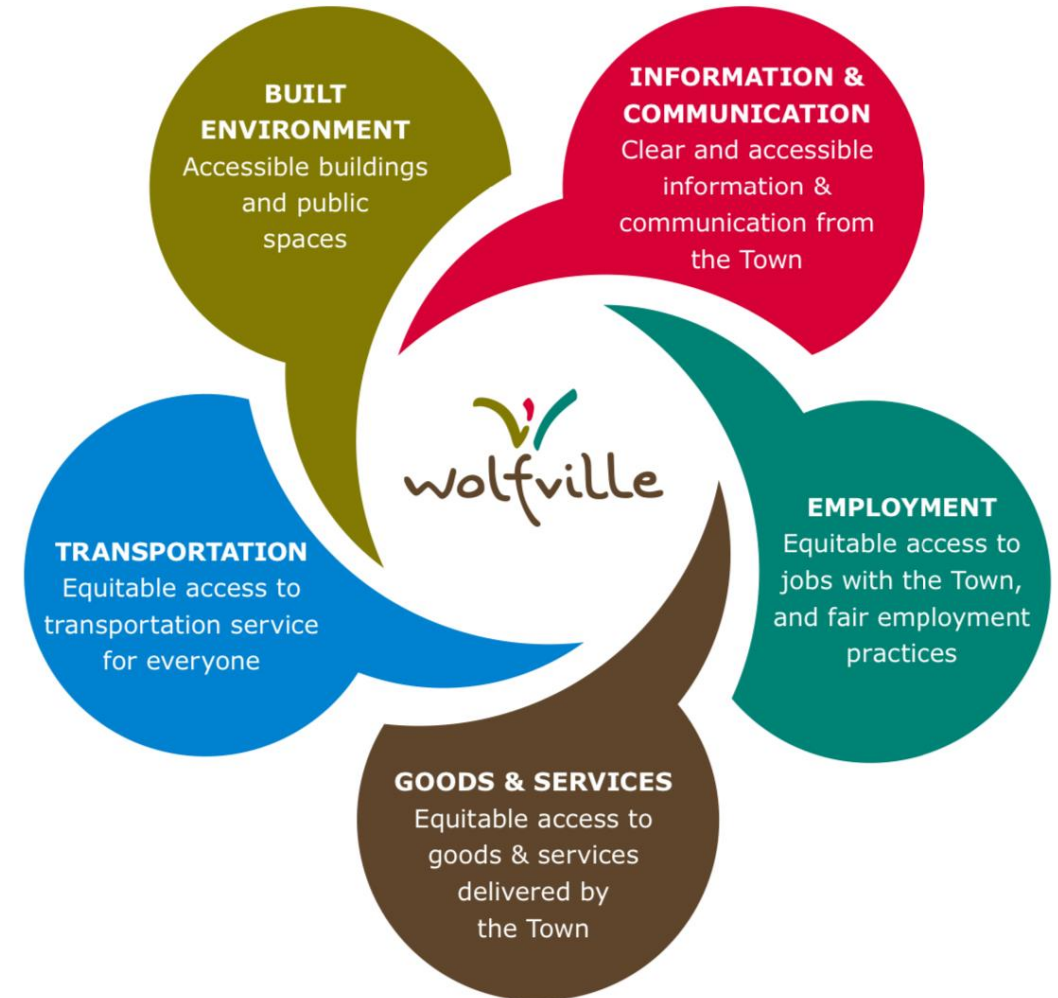 BUILT
ENVIRONMENT
Accessible buildings
and public
spaces
INFORMATION &
COMMUNICATION
Clear and accessible
information &
communication from
the Town
wolfville
TRANSPORTATION
Equitable access to
transportation service
for everyone
EMPLOYMENT
Equitable access to
jobs with the Town,
and fair employment
practices
GOODS & SERVICES
Equitable access to
goods & services
delivered by
the Town